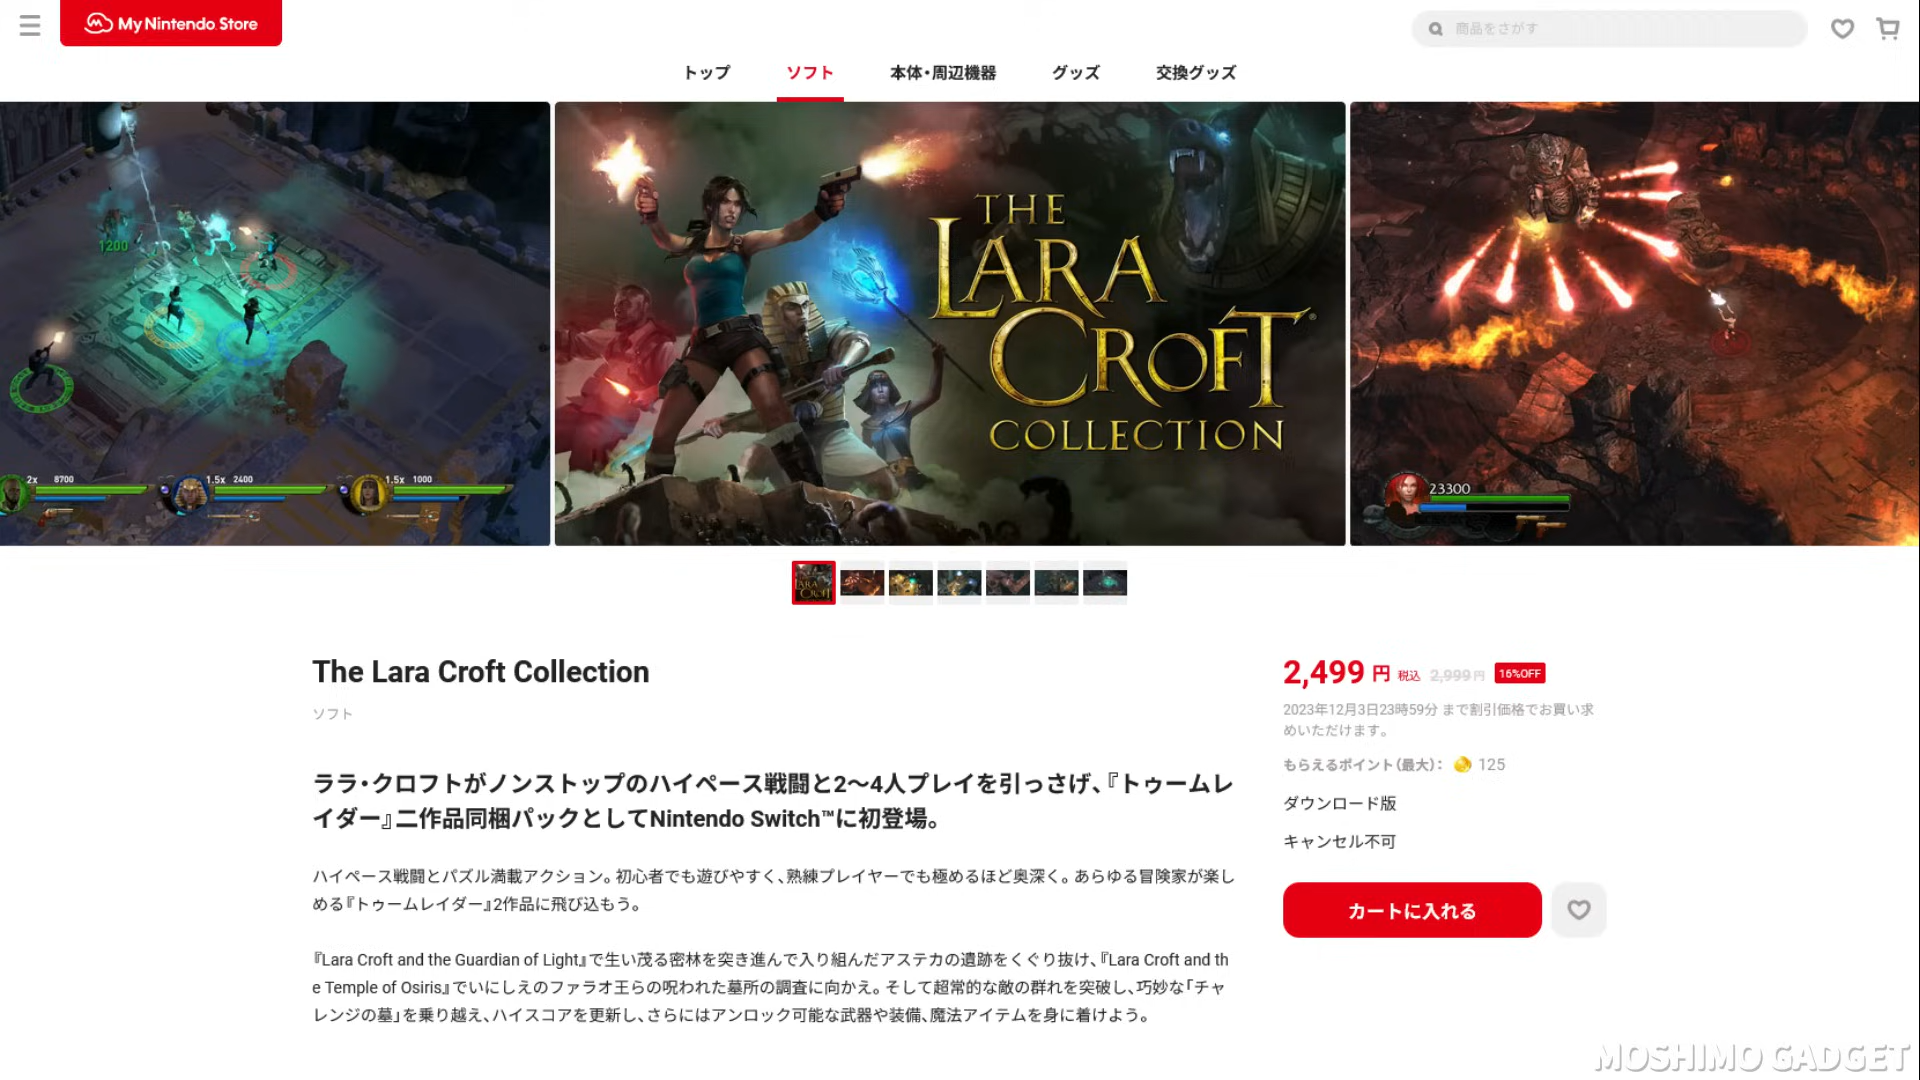 My Nintendo Store
商品をさがす
トップ
ソフト
本体・周辺機器
グッズ
交換グッズ
1200
2x 8700
1.5x 2400
1.5x 1000
THE
LARA
CROFT
COLLECTION
23300
The Lara Croft Collection
ソフト
ララ・クロフトがノンストップのハイペース戦闘と2〜4人プレイを引っさげ、『トゥームレ
イダー』二作品同梱パックとしてNintendo Switch™に初登場。
ハイペース戦闘とパズル満載アクション。初心者でも遊びやすく、熟練プレイヤーでも極めるほど奥深く。あらゆる冒険家が楽し
める『トゥームレイダー』2作品に飛び込もう。
『Lara Croft and the Guardian of Light』で生い茂る密林を突き進んで入り組んだアステカの遺跡をくぐり抜け、『Lara Croft and th
e Temple of Osiris』でいにしえのファラオ王らの呪われた墓所の調査に向かえ。そして超常的な敵の群れを突破し、巧妙な「チャ
レンジの墓」を乗り越え、ハイスコアを更新し、さらにはアンロック可能な武器や装備、魔法アイテムを身に着けよう。
2,499円 税込 2,999円 16%OFF
2023年12月3日23時59分 まで割引価格でお買い求
めいただけます。
もらえるポイント（最大）： 125
ダウンロード版
キャンセル不可
カートに入れる
MOSHIMO GADGET